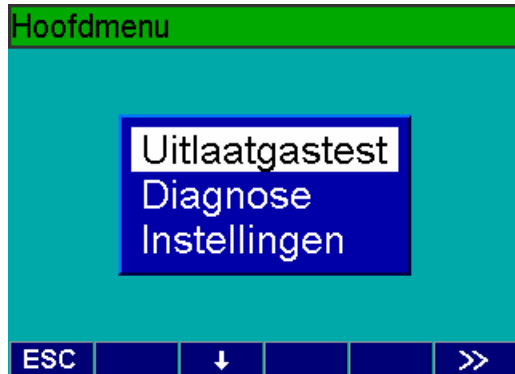 Hoofdmenu
Uitlaatgastest
Diagnose
Instellingen
ESC ↓ >>